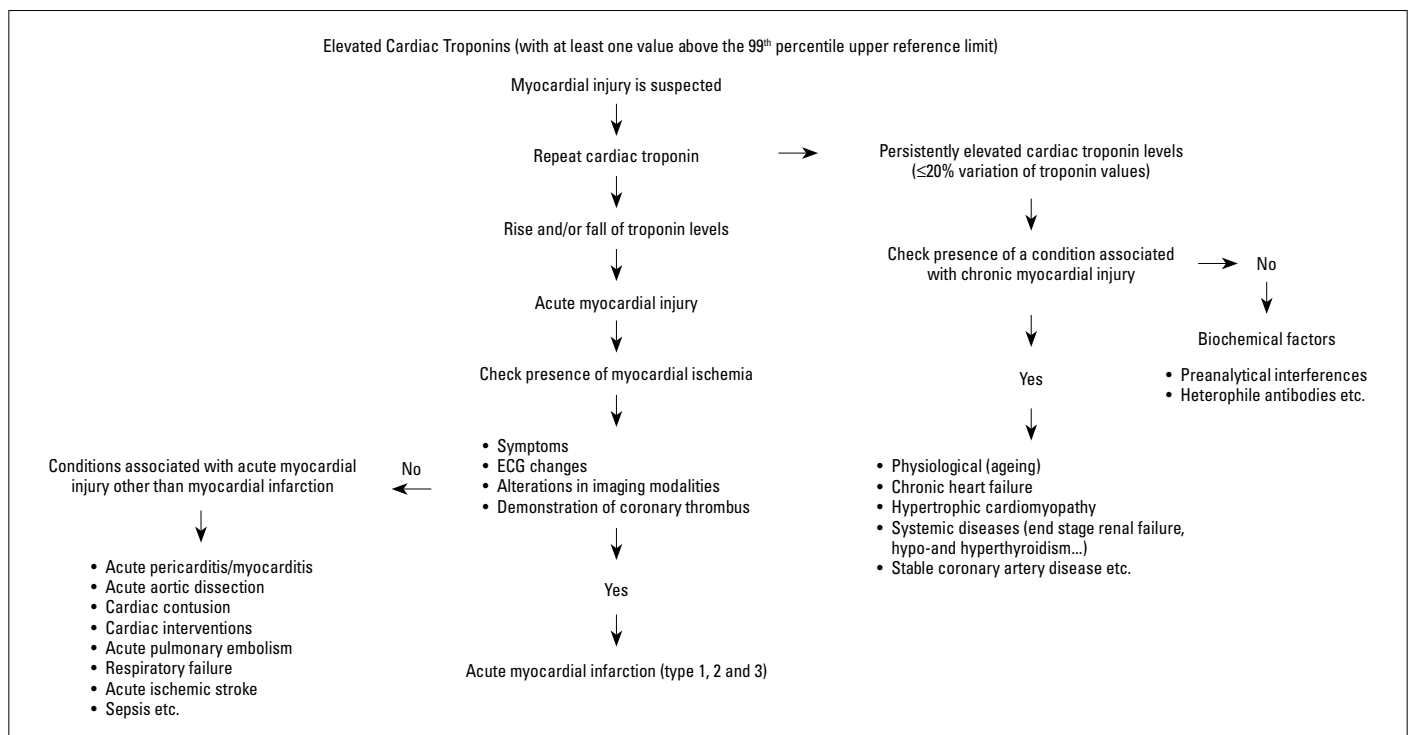 Elevated Cardiac Troponins (with at least one value above the 99th percentile upper reference limit)
Myocardial injury is suspected
Repeat cardiac troponin
Persistently elevated cardiac troponin levels
(≤20% variation of troponin values)
Rise and/or fall of troponin levels
Check presence of a condition associated
with chronic myocardial injury
No
Acute myocardial injury
Biochemical factors
• Preanalytical interferences
• Heterophile antibodies etc.
Check presence of myocardial ischemia
Yes
• Symptoms
• ECG changes
• Alterations in imaging modalities
• Demonstration of coronary thrombus
No
Conditions associated with acute myocardial
injury other than myocardial infarction
• Physiological (ageing)
• Chronic heart failure
• Hypertrophic cardiomyopathy
• Systemic diseases (end stage renal failure,
hypo-and hyperthyroidism...)
• Stable coronary artery disease etc.
• Acute pericarditis/myocarditis
• Acute aortic dissection
• Cardiac contusion
• Cardiac interventions
• Acute pulmonary embolism
• Respiratory failure
• Acute ischemic stroke
• Sepsis etc.
Yes
Acute myocardial infarction (type 1, 2 and 3)